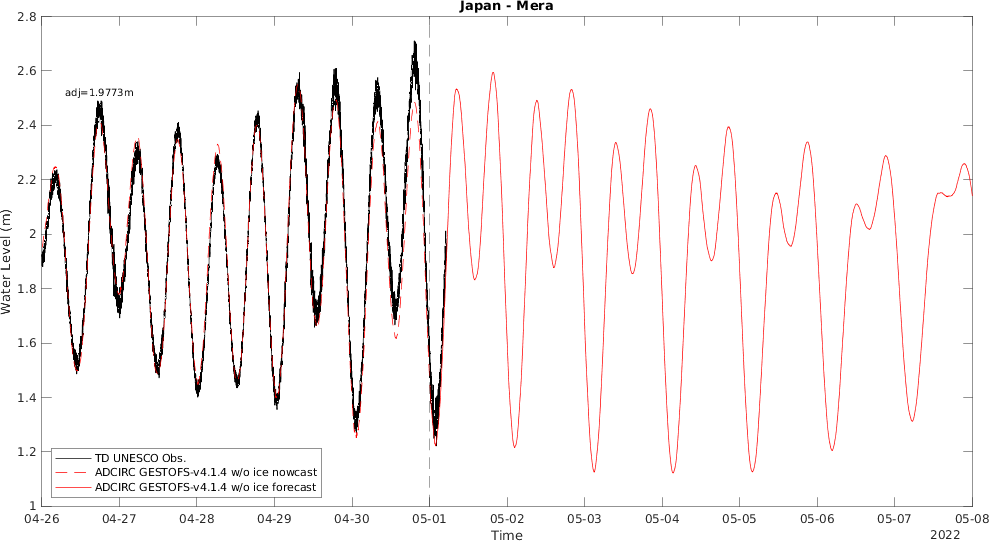 Japan - Mera
2.8
2.6
2.4
2.2
2
1.8
1.6
1.4
1.2
1
Water Level (m)
adj=1.9773m
TD UNESCO Obs.
ADCIRC GESTOFS-v4.1.4 w/o ice nowcast
ADCIRC GESTOFS-v4.1.4 w/o ice forecast
04-26 04-27 04-28 04-29 04-30 05-01 05-02 05-03 05-04 05-05 05-06 05-07 05-08
Time
2022